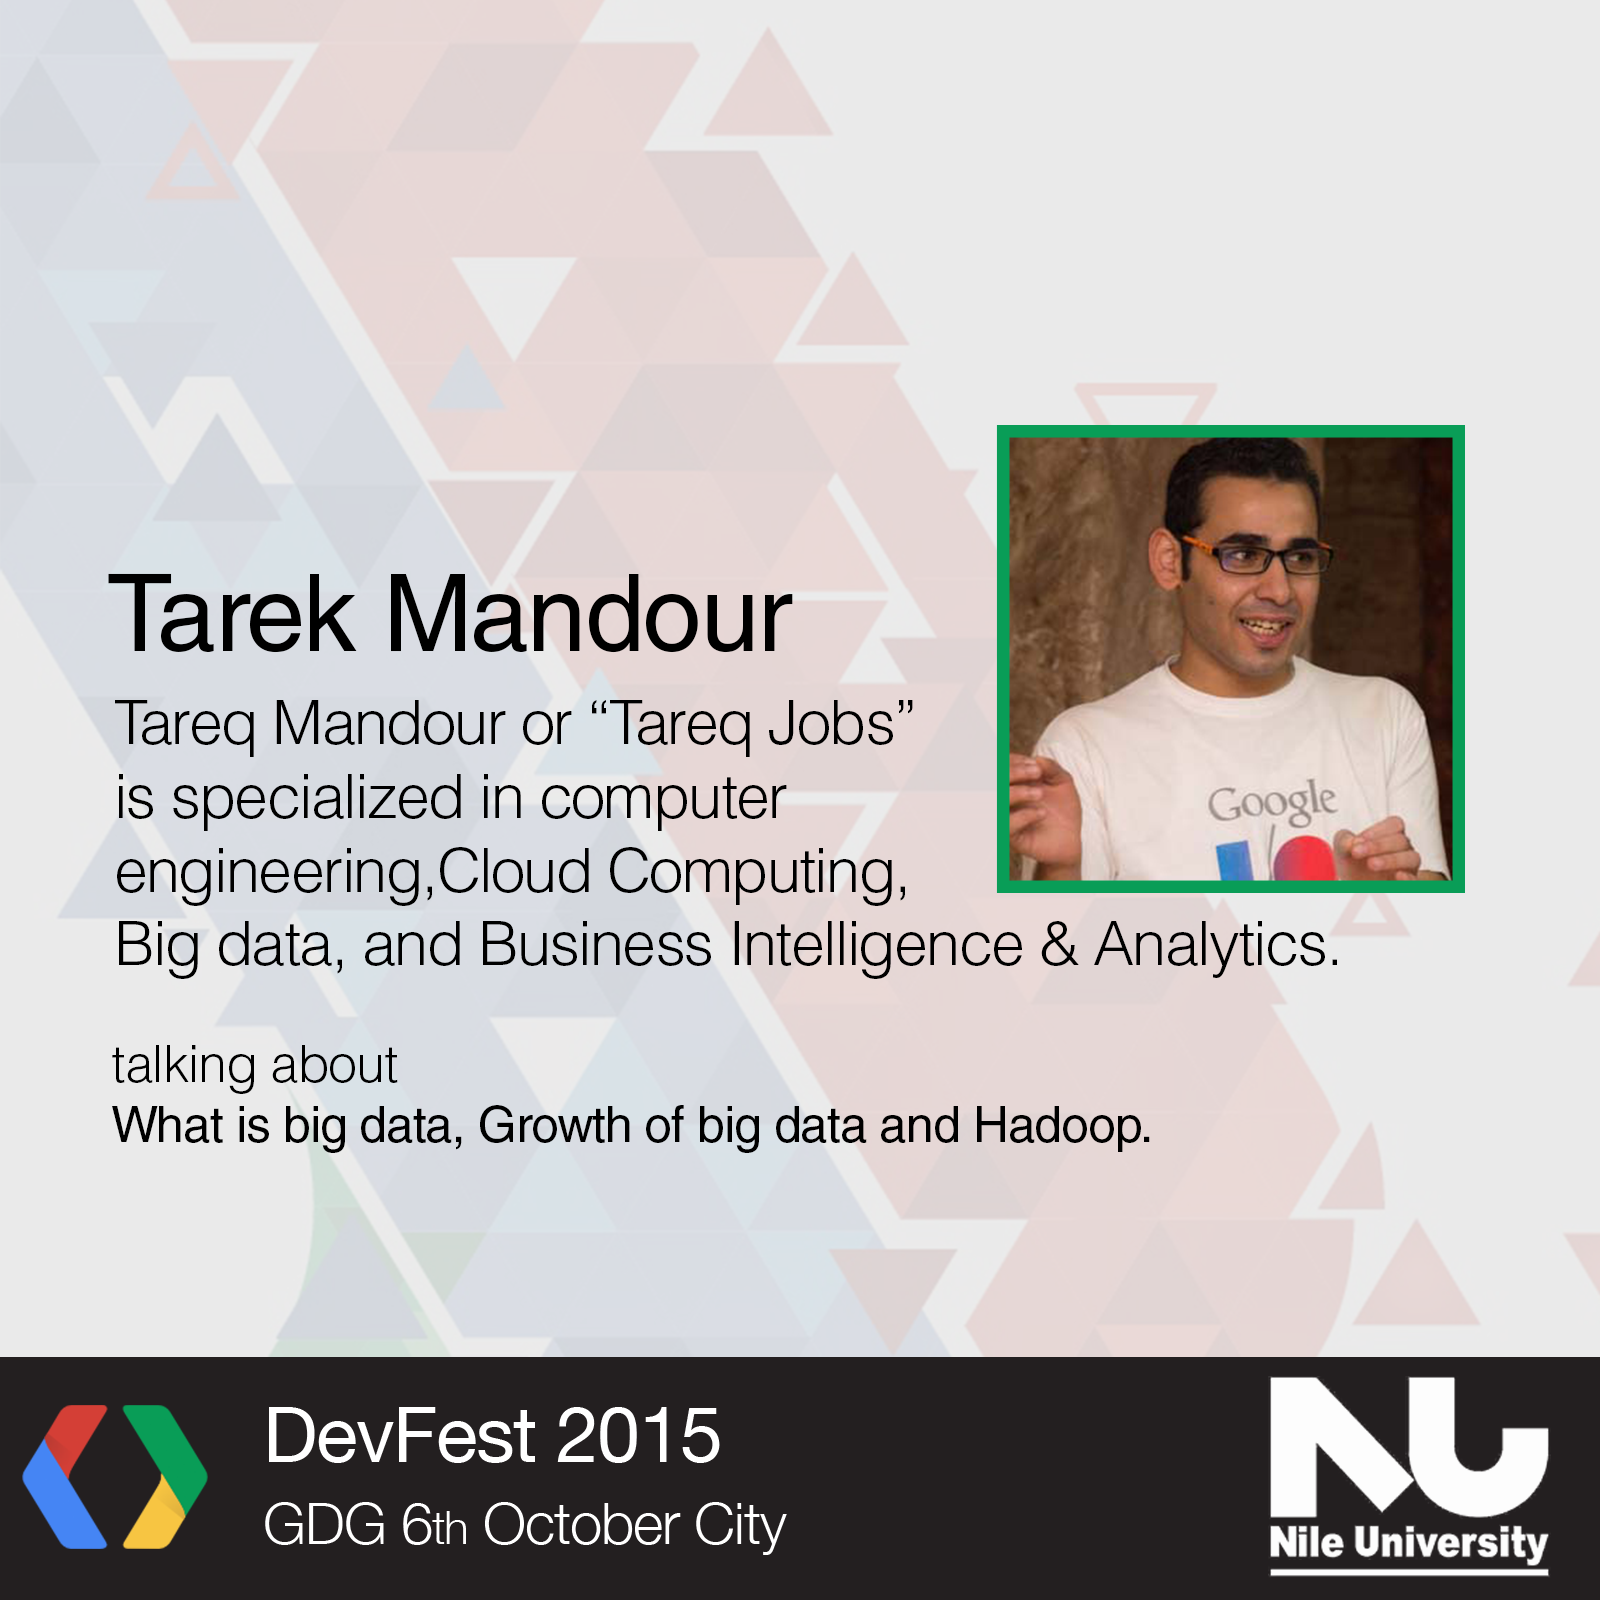 Tarek Mandour
Tareq Mandour or “Tareq Jobs”
is specialized in computer
engineering,Cloud Computing,
Big data, and Business Intelligence & Analytics.
talking about
What is big data, Growth of big data and Hadoop.
Google
I/O
DevFest 2015
GDG 6th October City
NU
Nile University